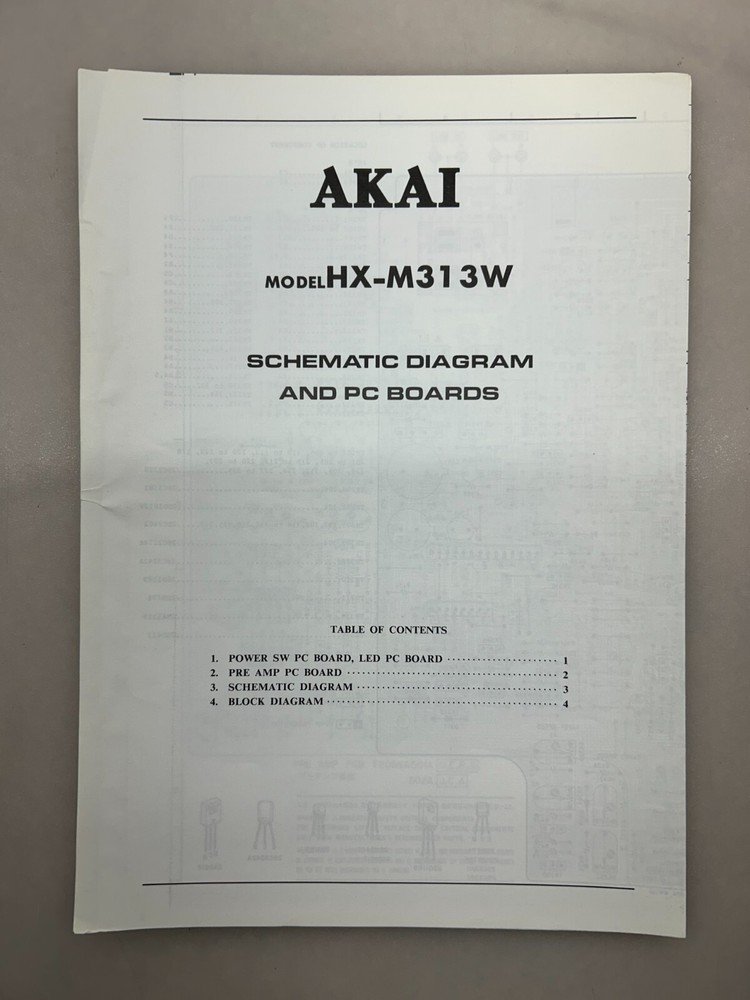 AKAI
MODEL HX-M313W
SCHEMATIC DIAGRAM
AND PC BOARDS
TABLE OF CONTENTS
1. POWER SW PC BOARD, LED PC BOARD ······················ 1
2. PRE AMP PC BOARD ·········································· 2
3. SCHEMATIC DIAGRAM ········································ 3
4. BLOCK DIAGRAM ·············································· 4